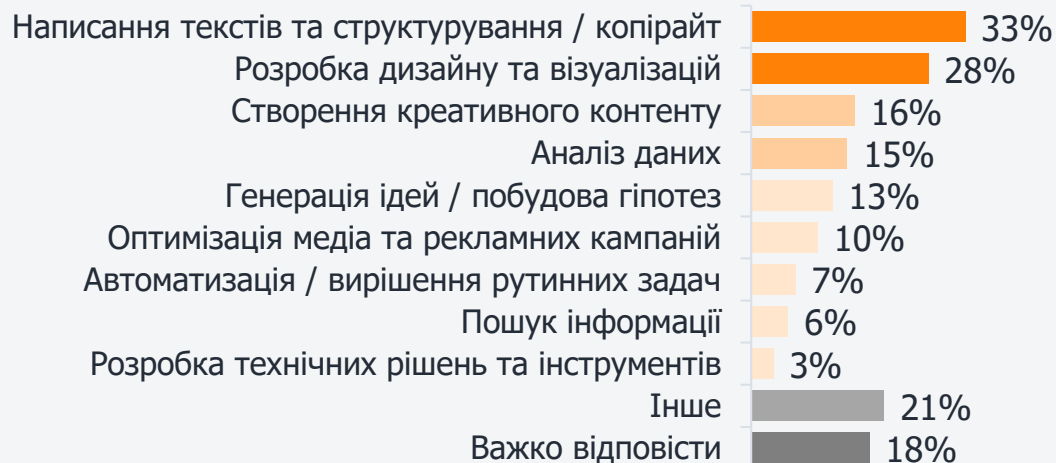 Написання текстів та структурування / копірайт 33%
Розробка дизайну та візуалізацій 28%
Створення креативного контенту 16%
Аналіз даних 15%
Генерація ідей / побудова гіпотез 13%
Оптимізація медіа та рекламних кампаній 10%
Автоматизація / вирішення рутинних задач 7%
Пошук інформації 6%
Розробка технічних рішень та інструментів 3%
Інше 21%
Важко відповісти 18%